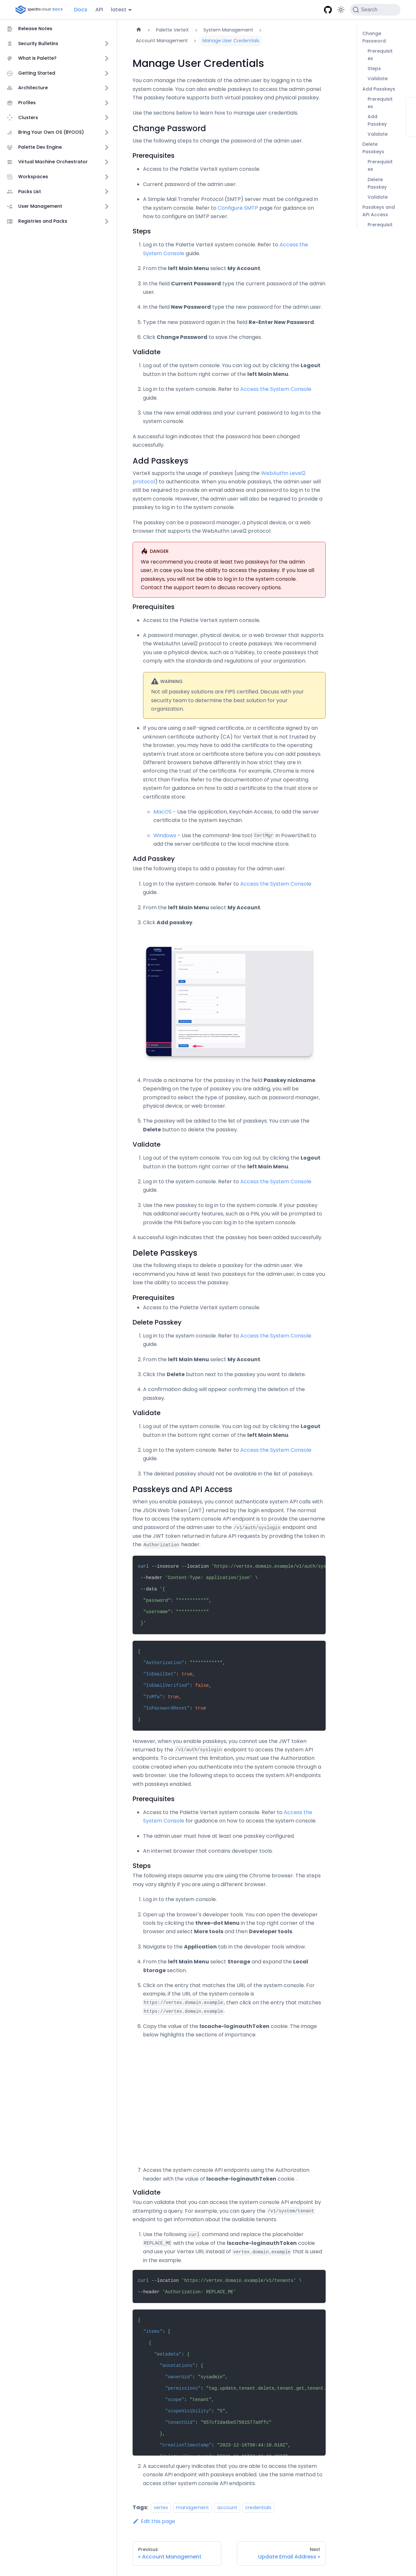 spectro cloud DOCS
Docs
API
latest
Search
Release Notes
Security Bulletins
What is Palette?
Getting Started
Architecture
Profiles
Clusters
Bring Your Own OS (BYOOS)
Palette Dev Engine
Virtual Machine Orchestrator
Workspaces
Packs List
User Management
Registries and Packs
Palette VerteX
System Management
Account Management
Manage User Credentials
Manage User Credentials
You can manage the credentials of the admin user by logging in to the system
console. You can also enable passkeys to access the admin panel.
The passkey feature supports both virtual passkey and physical passkey.
Use the sections below to learn how to manage user credentials.
Change Password
Use the following steps to change the password of the admin user.
Prerequisites
Access to the Palette VerteX system console.
Current password of the admin user.
A Simple Mail Transfer Protocol (SMTP) server must be configured in
the system console. Refer to Configure SMTP page for guidance on
how to configure an SMTP server.
Steps
1. Log in to the Palette VerteX system console. Refer to Access the
System Console guide.
2. From the left Main Menu select My Account.
3. In the field Current Password type the current password of the admin
user.
4. In the field New Password type the new password for the admin user.
5. Type the new password again in the field Re-Enter New Password.
6. Click Change Password to save the changes.
Validate
1. Log out of the system console. You can log out by clicking the Logout
button in the bottom right corner of the left Main Menu.
2. Log in to the system console. Refer to Access the System Console
guide.
3. Use the new email address and your current password to log in to the
system console.
A successful login indicates that the password has been changed
successfully.
Add Passkeys
VerteX supports the usage of passkeys (using the WebAuthn Level2
protocol) to authenticate. When you enable passkeys, the admin user will
still be required to provide an email address and password to log in to the
system console. However, the admin user will also be required to provide a
passkey to log in to the system console.
The passkey can be a password manager, a physical device, or a web
browser that supports the WebAuthn Level2 protocol.
DANGER
We recommend you create at least two passkeys for the admin
user, in case you lose the ability to access the passkey. If you lose all
passkeys, you will not be able to log in to the system console.
Contact the support team to discuss recovery options.
Prerequisites
Access to the Palette VerteX system console.
A password manager, physical device, or a web browser that supports
the WebAuthn Level2 protocol is required. We recommend you use a
physical device, such as a YubiKey, to create passkeys that
comply with the standards and regulations of your organization.
WARNING
Not all passkey solutions are FIPS certified. Discuss with your
security team to determine the best solution for your
organization.
If you are using a self-signed certificate, or a certificate signed by an
unknown certificate authority (CA) for VerteX that is not trusted by
the browser, you may have to add the certificate to the operating
system's trust store or the web browser before you can add passkeys.
Different browsers behave differently in how strict they are in
enforcing the trust of the certificate. For example, Chrome is more
strict than Firefox. Refer to the documentation of your browser for
guidance on how to add a certificate to your operating system trust
certificate store:
MacOS - Use the application, Keychain Access, to add the server
certificate to the system keychain.
Windows - Use the command-line tool CertMgr in PowerShell to
add the server certificate to the local machine store.
Add Passkey
Use the following steps to add a passkey for the admin user.
1. Log in to the system console. Refer to Access the System Console
guide.
2. From the left Main Menu select My Account.
3. Click Add passkey.
4. Provide a nickname for the passkey in the field Passkey nickname.
Depending on the type of passkey you are adding, you will be
prompted to select the type of passkey, such as password manager,
physical device, or web browser.
5. The passkey will be added to the list of passkeys. You can use the
Delete button to delete the passkey.
Validate
1. Log out of the system console. You can log out by clicking the Logout
button in the bottom right corner of the left Main Menu.
2. Log in to the system console. Refer to Access the System Console
guide.
3. Use the new passkey to log in to the system console. If your passkey
has additional security features, such as a PIN, you will be prompted to
provide the PIN before you can log in to the system console.
A successful login indicates that the passkey has been added successfully.
Delete Passkeys
Use the following steps to delete a passkey for the admin user. We
recommend you have at least two passkeys for the admin user, in case you
lose the ability to access the passkey.
Prerequisites
Access to the Palette VerteX system console.
Delete Passkey
1. Log in to the system console. Refer to Access the System Console
guide.
2. From the left Main Menu select My Account.
3. Click the Delete button next to the passkey you want to delete.
4. A confirmation dialog will appear confirming the deletion of the
passkey.
Validate
1. Log out of the system console. You can log out by clicking the Logout
button in the bottom right corner of the left Main Menu.
2. Log in to the system console. Refer to Access the System Console
guide.
3. The deleted passkey should not be available in the list of passkeys.
Passkeys and API Access
When you enable passkeys, you cannot authenticate system API calls with
the JSON Web Token (JWT) returned by the login endpoint. The normal
flow to access the system console API endpoint is to provide the username
and password of the admin user to the /v1/auth/syslogin endpoint and
use the JWT token returned in future API requests by providing the token in
the Authorization header.
curl --insecure --location 'https://vertex.domain.example/v1/auth/sys
--header 'Content-Type: application/json' \
--data '{
"password": "***********",
"username": "***********"
}'
{
"Authorization": "***********",
"IsEmailSet": true,
"IsEmailVerified": false,
"IsMfa": true,
"IsPasswordReset": true
}
However, when you enable passkeys, you cannot use the JWT token
returned by the /v1/auth/syslogin endpoint to access the system API
endpoints. To circumvent this limitation, you must use the Authorization
cookie created when passkeys into the system console through a
web browser. Use the following steps to access the system API endpoints
with passkeys enabled.
Prerequisites
Access to the Palette VerteX system console. Refer to Access the
System Console for guidance on how to access the system console.
The admin user must have at least one passkey configured.
An internet browser that contains developer tools.
Steps
The following steps assume you are using the Chrome browser. The steps
may vary slightly if you are using a different browser.
1. Log in to the system console.
2. Open up the browser's developer tools. You can open the developer
tools by clicking the three-dot Menu in the top right corner of the
browser and select More tools and then Developer tools.
3. Navigate to the Application tab in the developer tools window.
4. From the left Main Menu select Storage and expand the Local
Storage section.
5. Click on the entry that matches the URL of the system console. For
example, if the URL of the system console is
https://vertex.domain.example, then click on the entry that matches
https://vertex.domain.example.
6. Copy the value of the lscache-loginauthToken cookie. The image
below highlights the sections of importance.
7. Access the system console API endpoints using the Authorization
header with the value of lscache-loginauthToken cookie. .
Validate
You can validate that you can access the system console API endpoint by
attempting a query. For example, you can query the /v1/system/tenant
endpoint to get information about the available tenants.
1. Use the following curl command and replace the placeholder
REPLACE_ME with the value of the lscache-loginauthToken cookie
and use your VerteX URL instead of vertex.domain.example that is used
in the example.
curl --location 'https://vertex.domain.example/v1/tenants' \
--header 'Authorization: REPLACE_ME'
{
"items": [
{
"metadata": {
"annotations": {
"ownerUid": "sysadmin",
"permissions": "tag.update,tenant.delete,tenant.get,tenant.
"scope": "tenant",
"scopeVisibility": "5",
},
2. A successful query indicates that you are able to access the system
console API endpoint with passkeys enabled. Use the same method to
access other system console API endpoints.
Tags:
vertex
management
account
credentials
Edit this page
Previous
« Account Management
Next
Update Email Address »
Change
Password
Prerequisit
es
Steps
Validate
Add Passkeys
Prerequisit
es
Add
Passkey
Validate
Delete
Passkeys
Prerequisit
es
Delete
Passkey
Validate
Passkeys and
API Access
Prerequisit